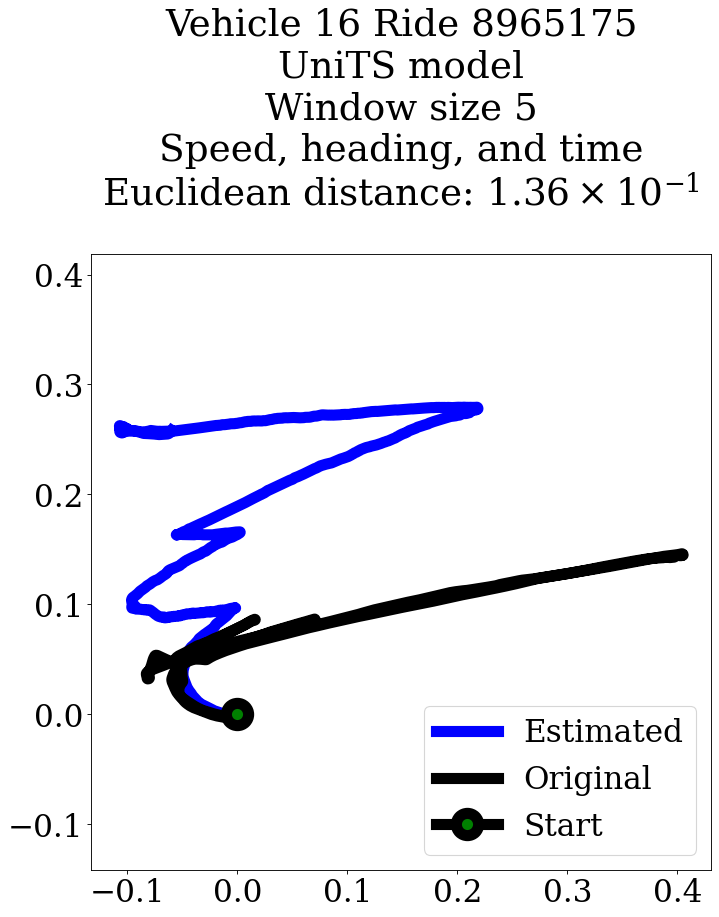 Vehicle 16 Ride 8965175
UniTS model
Window size 5
Speed, heading, and time
Euclidean distance: 1.36 × 10⁻¹
0.4
0.3
0.2
0.1
0.0
−0.1
−0.1 0.0 0.1 0.2 0.3 0.4
Estimated
Original
Start